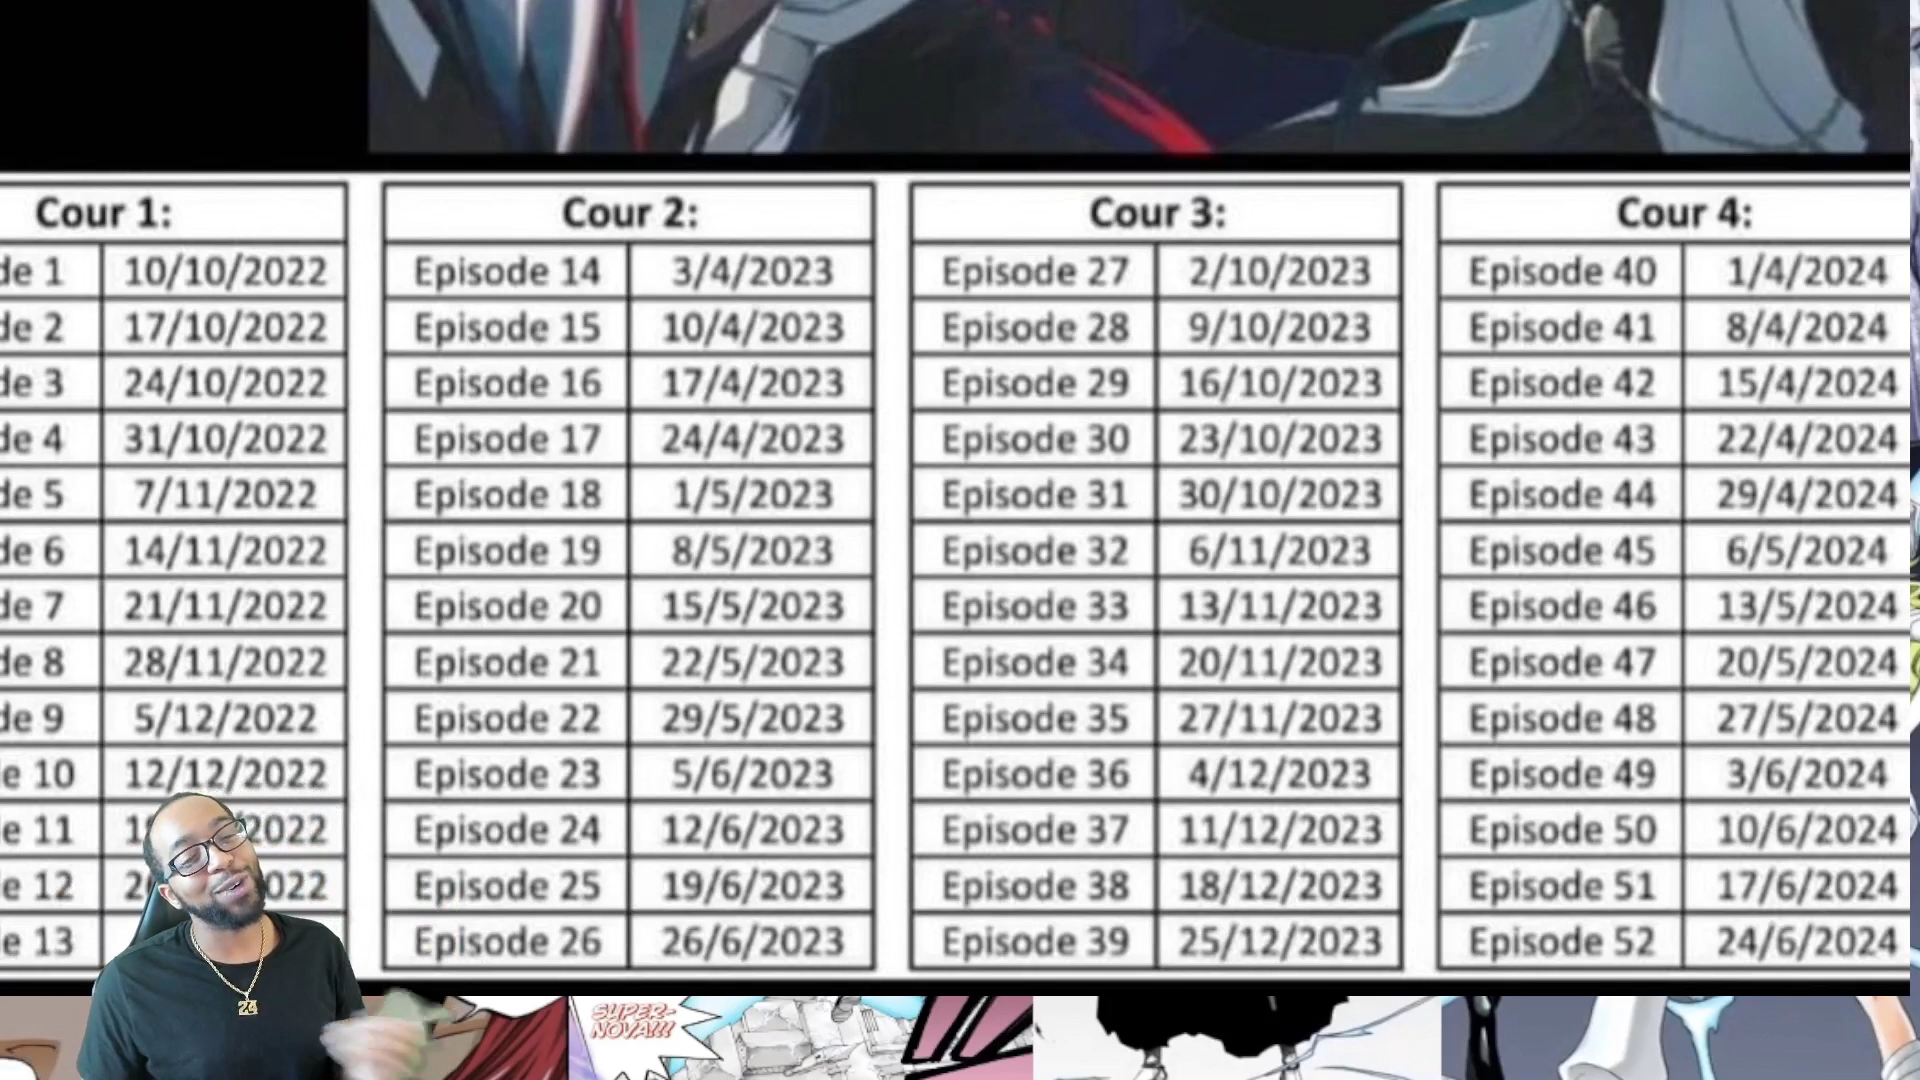 Cour 1:
de 1 10/10/2022
de 2 17/10/2022
de 3 24/10/2022
de 4 31/10/2022
de 5 7/11/2022
de 6 14/11/2022
de 7 21/11/2022
de 8 28/11/2022
de 9 5/12/2022
e 10 12/12/2022
e 11 1 2022
e 12 2 022
e 13
Cour 2:
Episode 14 3/4/2023
Episode 15 10/4/2023
Episode 16 17/4/2023
Episode 17 24/4/2023
Episode 18 1/5/2023
Episode 19 8/5/2023
Episode 20 15/5/2023
Episode 21 22/5/2023
Episode 22 29/5/2023
Episode 23 5/6/2023
Episode 24 12/6/2023
Episode 25 19/6/2023
Episode 26 26/6/2023
Cour 3:
Episode 27 2/10/2023
Episode 28 9/10/2023
Episode 29 16/10/2023
Episode 30 23/10/2023
Episode 31 30/10/2023
Episode 32 6/11/2023
Episode 33 13/11/2023
Episode 34 20/11/2023
Episode 35 27/11/2023
Episode 36 4/12/2023
Episode 37 11/12/2023
Episode 38 18/12/2023
Episode 39 25/12/2023
Cour 4:
Episode 40 1/4/2024
Episode 41 8/4/2024
Episode 42 15/4/2024
Episode 43 22/4/2024
Episode 44 29/4/2024
Episode 45 6/5/2024
Episode 46 13/5/2024
Episode 47 20/5/2024
Episode 48 27/5/2024
Episode 49 3/6/2024
Episode 50 10/6/2024
Episode 51 17/6/2024
Episode 52 24/6/2024
SUPER-
NOVA!!!